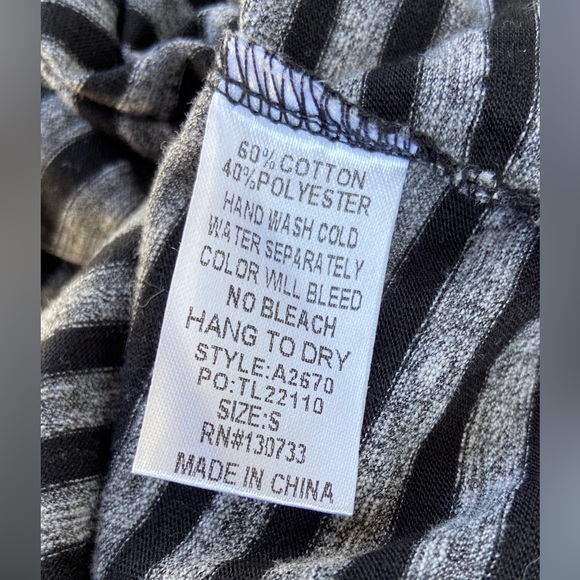 60% COTTON
40%POLYESTER
HAND WASH COLD
WATER SEPARATELY
COLOR WILL BLEED
NO BLEACH
HANG TO DRY
STYLE:A2670
PO:TL22110
SIZE:S
RN#130733
MADE IN CHINA